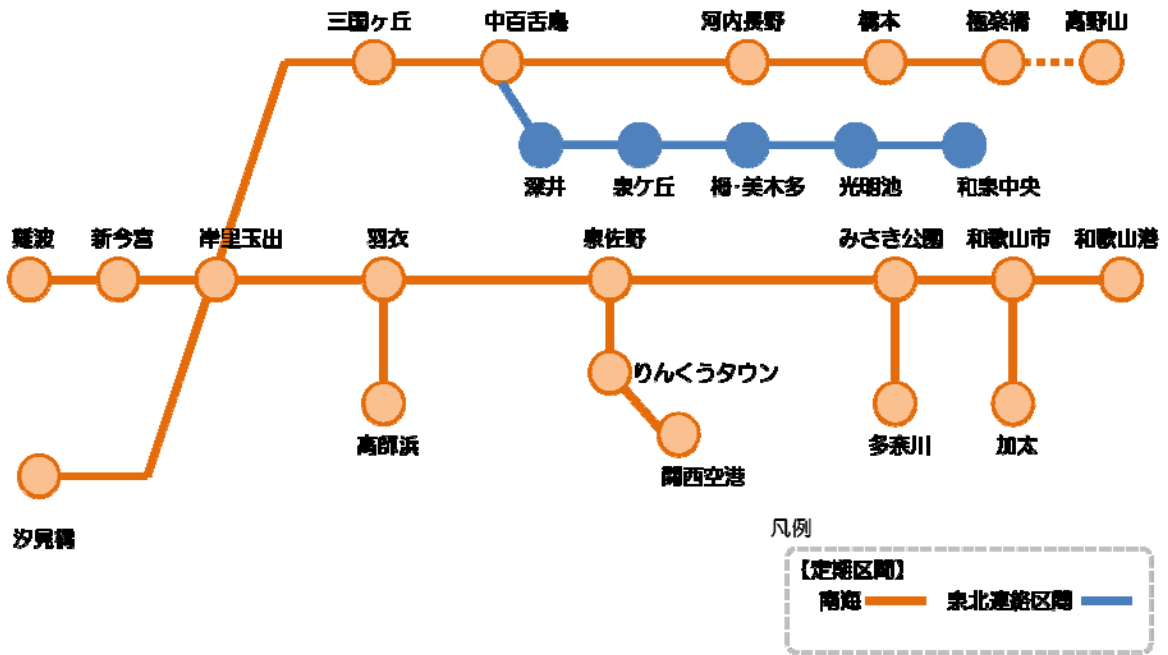 三国ヶ丘 中百舌鳥 河内長野 橋本 極楽橋 高野山
深井 泉ケ丘 栂・美木多 光明池 和泉中央
難波 新今宮 岸里玉出 羽衣 泉佐野 みさき公園 和歌山市 和歌山港
りんくうタウン
高師浜 多奈川 加太
関西空港
汐見橋
凡例
【定期区間】
南海 泉北連絡区間